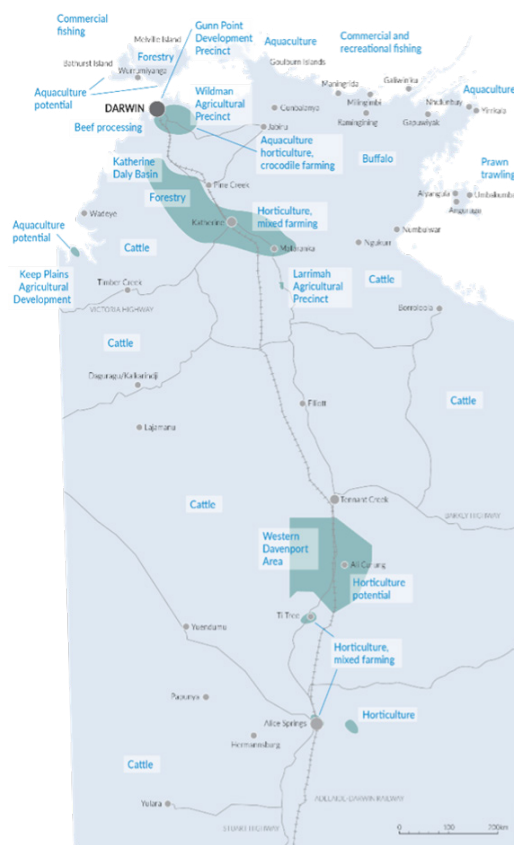 Commercial
fishing
Melville Island
Gunn Point
Development
Precinct
Aquaculture
Commercial and
recreational fishing
Bathurst Island
Forestry
Wurrumiyanga
Goulburn Islands
Aquaculture
potential
Wildman
Agricultural
Precinct
Maningrida
Galiwinku
Milingimbi
Aquaculture
Nhulunbuy
Yirrkala
DARWIN
Gunbalanya
Ramingining
Gapuwiyak
Beef processing
Jabiru
Aquaculture
horticulture,
crocodile farming
Buffalo
Katherine
Daly Basin
Pine Creek
Prawn
trawling
Forestry
Alyangula
Umbakumba
Angurugu
Wadeye
Horticulture,
mixed farming
Katherine
Aquaculture
potential
Numbulwar
Cattle
Mataranka
Ngukurr
Keep Plains
Agricultural
Development
Larrimah
Agricultural
Precinct
Cattle
Timber Creek
Borroloola
VICTORIA HIGHWAY
Cattle
Daguragu/Kalkarindji
Elliott
Cattle
Lajamanu
Cattle
Tennant Creek
BARKLY HIGHWAY
Western
Davenport
Area
Ali Curung
Horticulture
potential
Ti Tree
Yuendumu
Horticulture,
mixed farming
Papunya
Alice Springs
Horticulture
Hermannsburg
Cattle
Yulara
ADELAIDE-DARWIN RAILWAY
STUART HIGHWAY
0 100 200km